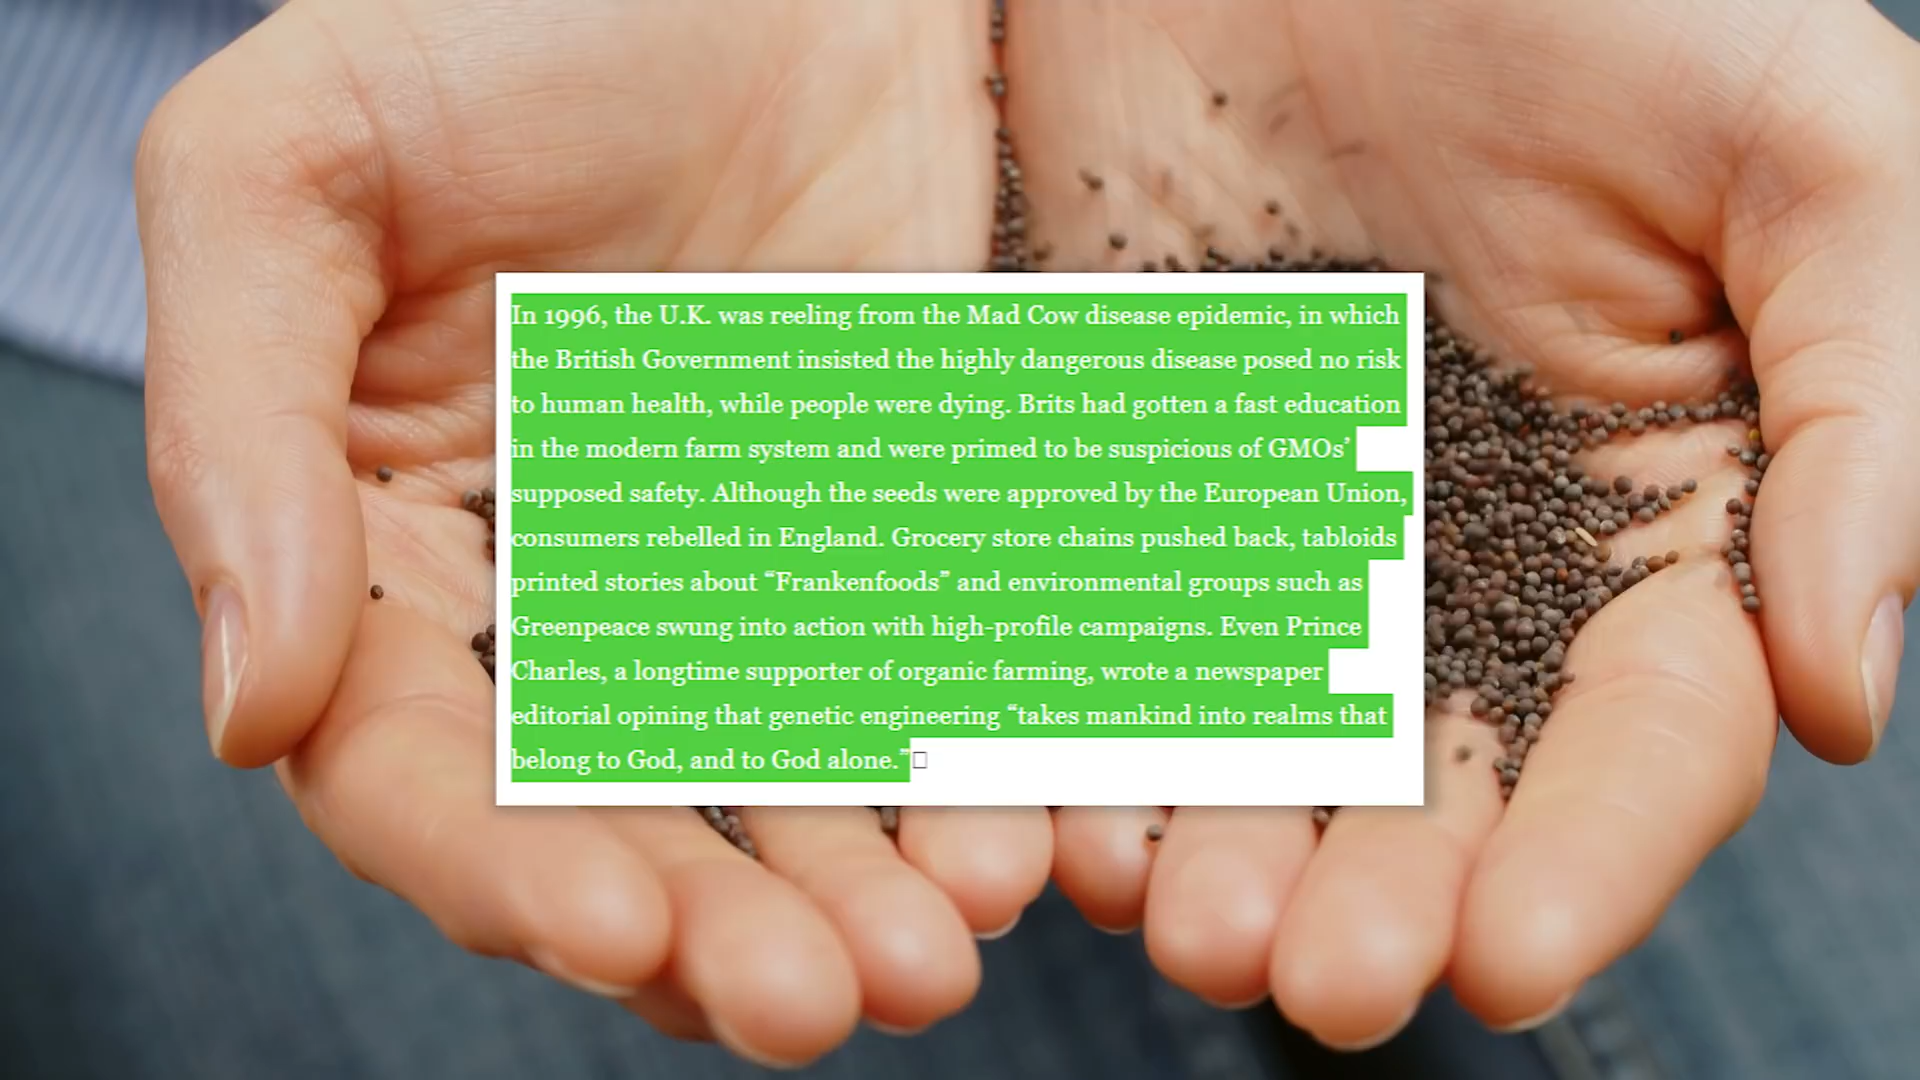 In 1996, the U.K. was reeling from the Mad Cow disease epidemic, in which
the British Government insisted the highly dangerous disease posed no risk
to human health, while people were dying. Brits had gotten a fast education
in the modern farm system and were primed to be suspicious of GMOs’
supposed safety. Although the seeds were approved by the European Union,
consumers rebelled in England. Grocery store chains pushed back, tabloids
printed stories about “Frankenfoods” and environmental groups such as
Greenpeace swung into action with high-profile campaigns. Even Prince
Charles, a longtime supporter of organic farming, wrote a newspaper
editorial opining that genetic engineering “takes mankind into realms that
belong to God, and to God alone.”